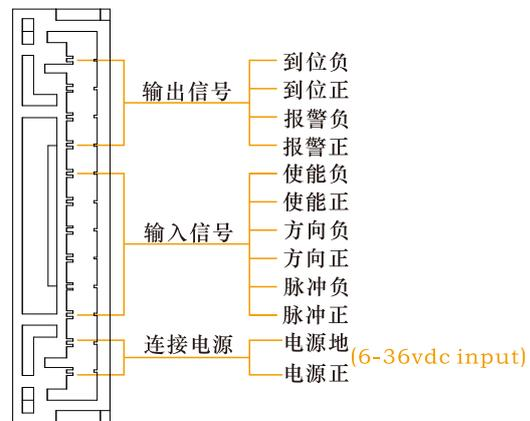 输出信号
到位负
到位正
报警负
报警正
输入信号
使能负
使能正
方向负
方向正
脉冲负
脉冲正
连接电源
电源地
电源正
(6-36vdc input)